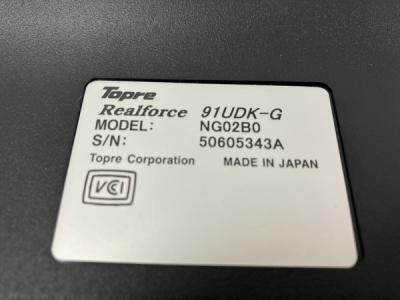 Topre
Realforce 91UDK-G
MODEL: NG02B0
S/N: 50605343A
Topre Corporation MADE IN JAPAN
VCI